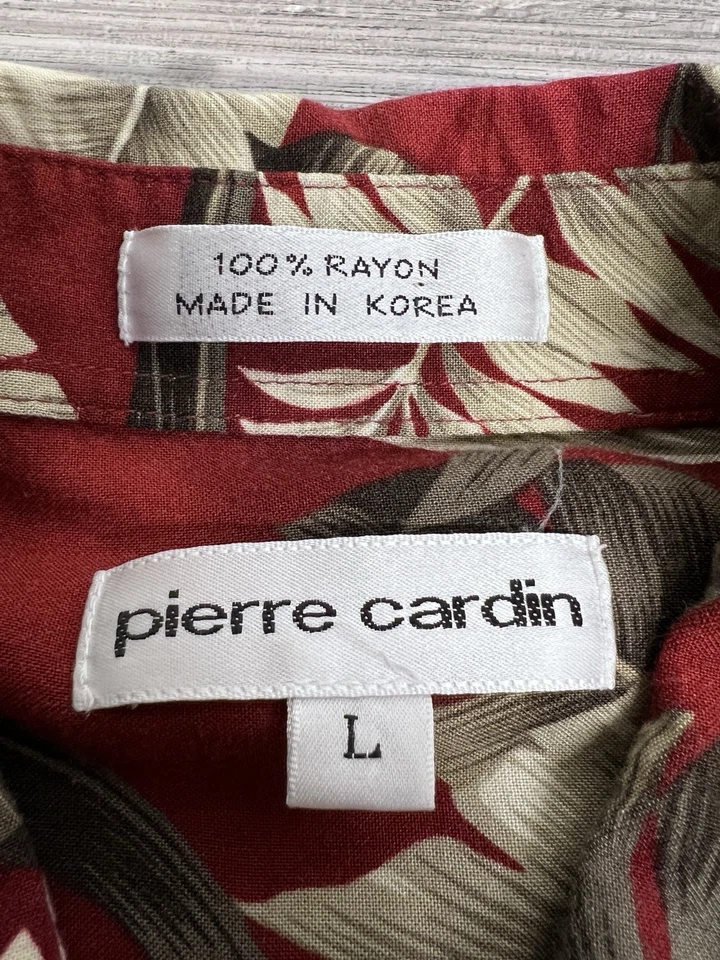 100% RAYON
MADE IN KOREA
pierre cardin
L